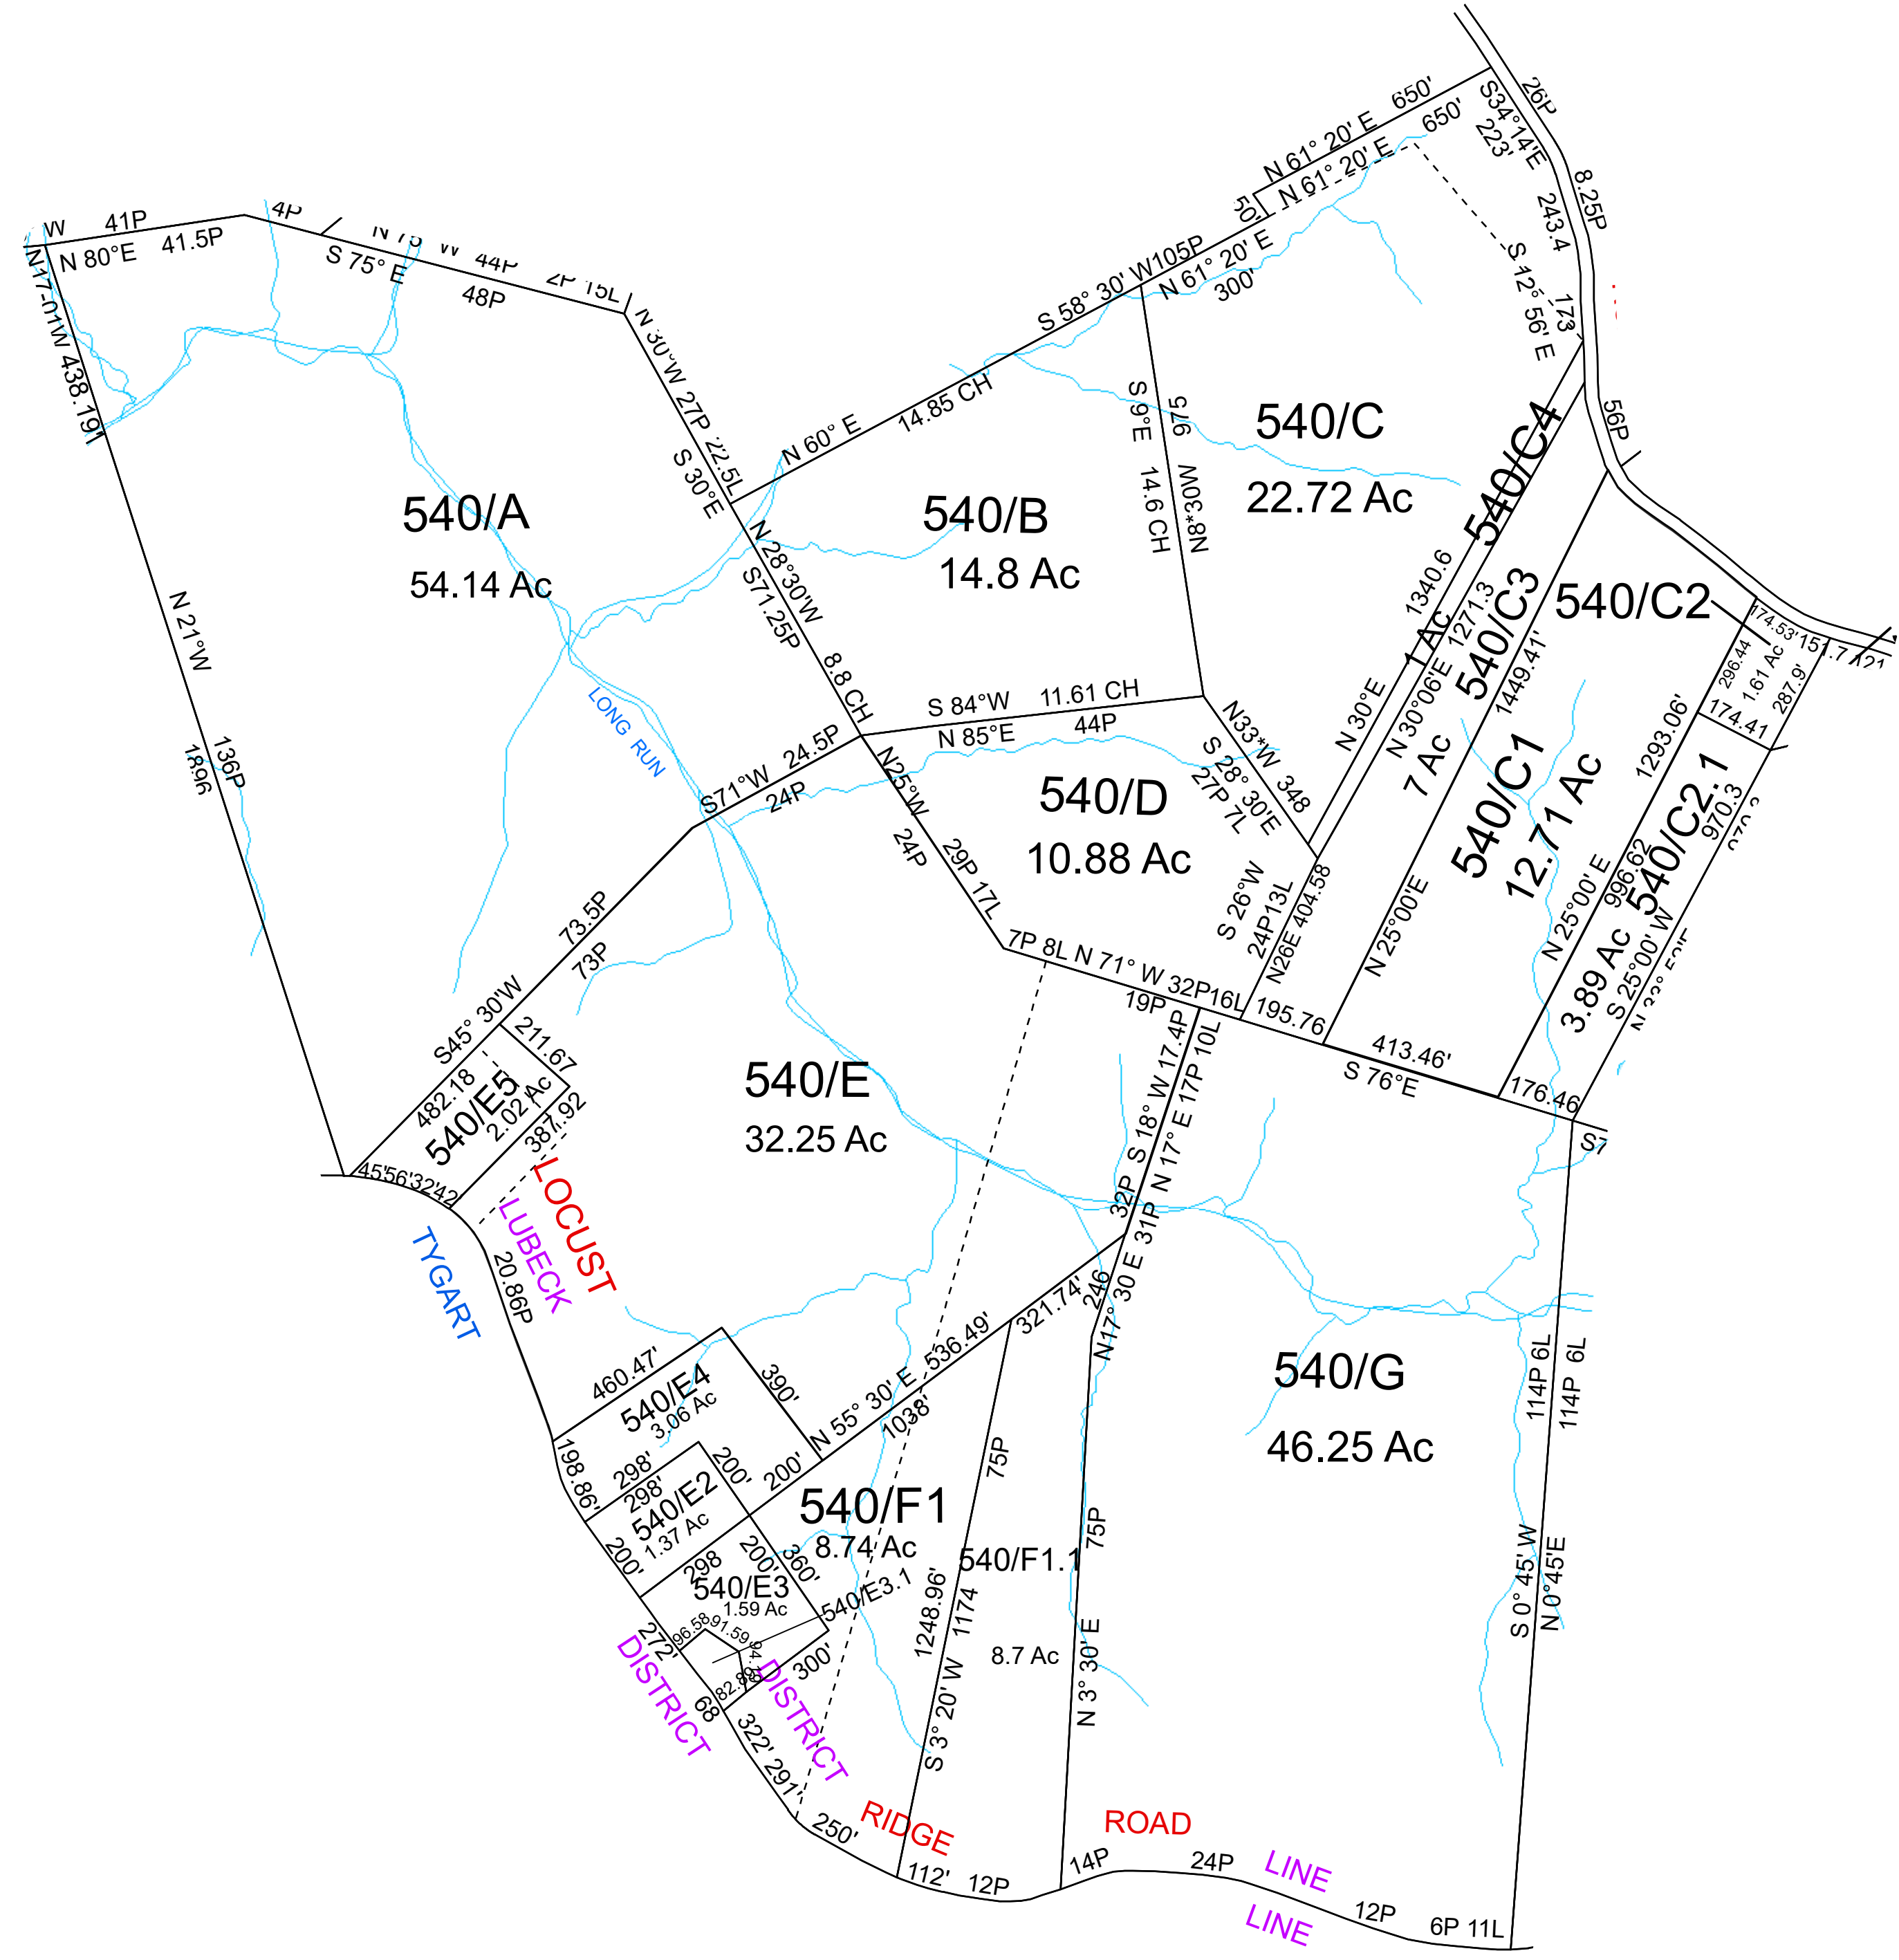 W 41P
N 80°E 41.5P
4P
S 75° E
48P
N 75 W 44P 2P 15L
N17-01W 438.191
N 21°W
136P
18.96
N 30°W 27P 22.5L
S 30°E
540/A
54.14 Ac
N 28°30'W
S71.25P
8.8 CH
LONG RUN
S71°W 24.5P
24P
73.5P
73P
S45° 30'W
N 60° E
14.85 CH
S 58° 30' W105P
N 61° 20' E
300'
50'
N 61° 20' E 650'
N 61° 20' E 650'
26P
S34°14'E
223'
8.25P
243.4
173
S 12° 56' E
56P
540/B
14.8 Ac
S 9°E 14.6 CH
N8*30W 975
540/C
22.72 Ac
540/C4
1 Ac
1340.6
N 30°E
N 30°06'E 1271.3
540/C3
7 Ac
1449.41'
N 25°00'E
540/C2
1.61 Ac
174.53'
151.7
296.44
287.9'
174.41
540/C1
12.71 Ac
1293.06'
N 25°00' E
996.62
540/C2.1
3.89 Ac
970.3
S 25°00' W
S 84°W 11.61 CH
N 85°E 44P
N33*W 348
S 28° 30'E
27P 7L
N25°W
24P
29P 17L
540/D
10.88 Ac
S 26°W
24P13L
N26E 404.58
7P 8L N 71° W 32P16L
19P
195.76
413.46'
S 76°E
176.46
S7
211.67
482.18
540/E5
2.02 Ac
387.92
45'56'32'42
LOCUST
LUBECK
TYGART
20.86P
540/E
32.25 Ac
32P S 18° W 17.4P
31P N 17° E 17P 10L
N17° 30 E
246
321.74'
536.49'
N 55° 30' E
1038'
460.47'
390'
540/E4
3.06 Ac
198.86'
298'
298'
200'
200'
540/E2
1.37 Ac
200'
298
200'
360'
540/E3
1.59 Ac
540/E3.1
96.58
91.59
94.18
82.89
300'
272'
68
322' 291'
DISTRICT
DISTRICT
540/F1
8.74 Ac
75P
1248.96'
S 3° 20' W 1174
540/F1.1
8.7 Ac
75P
N 3° 30' E
540/G
46.25 Ac
114P 6L
114P 6L
S 0° 45' W
N 0°45'E
250'
RIDGE
ROAD
112' 12P
14P
24P
LINE
LINE
12P
6P 11L